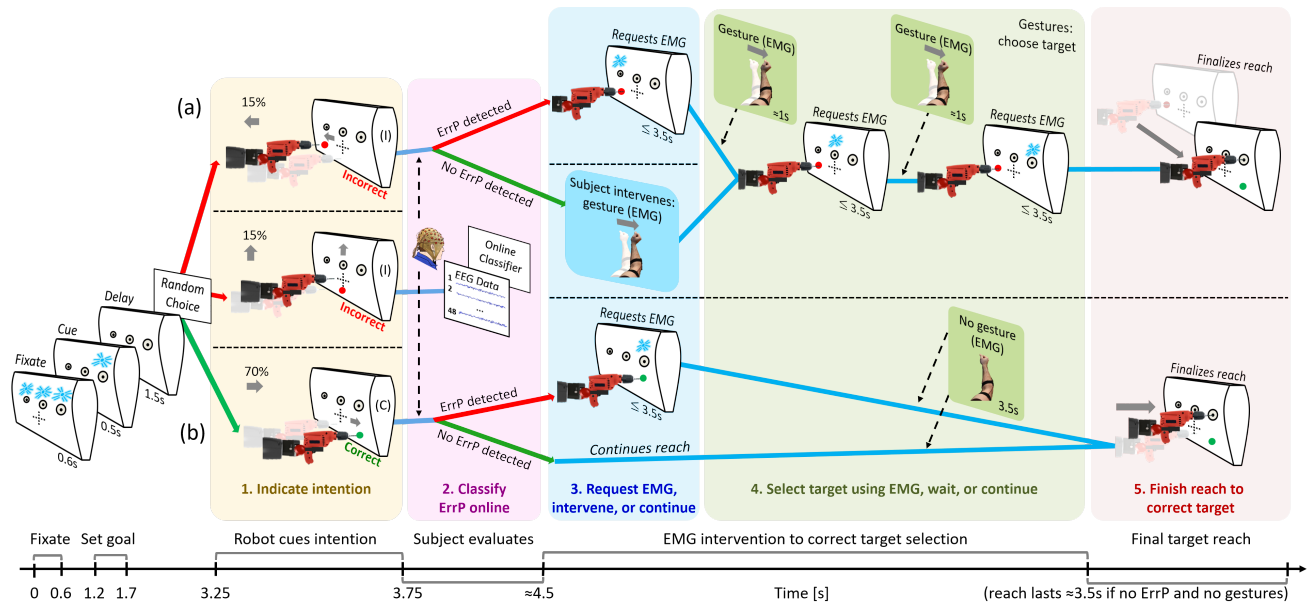 Fixate
0.6s
Cue
0.5s
Delay
1.5s
Random
Choice
(a)
15%
(I)
Incorrect
15%
(I)
Incorrect
(b)
70%
(C)
Correct
1. Indicate intention
ErrP detected
No ErrP detected
Online
Classifier
EEG Data
1
2
...
48
ErrP detected
No ErrP detected
2. Classify
ErrP online
Requests EMG
≤ 3.5s
Subject intervenes:
gesture (EMG)
Requests EMG
≤ 3.5s
Continues reach
3. Request EMG,
intervene, or continue
Gestures:
choose target
Gesture (EMG)
≈1s
Requests EMG
≤ 3.5s
Gesture (EMG)
≈1s
Requests EMG
≤ 3.5s
No gesture
(EMG)
3.5s
4. Select target using EMG, wait, or continue
Finalizes reach
Finalizes reach
5. Finish reach to
correct target
Fixate
Set goal
Robot cues intention
Subject evaluates
EMG intervention to correct target selection
Final target reach
0
0.6
1.2
1.7
3.25
3.75
≈4.5
Time [s]
(reach lasts ≈3.5s if no ErrP and no gestures)